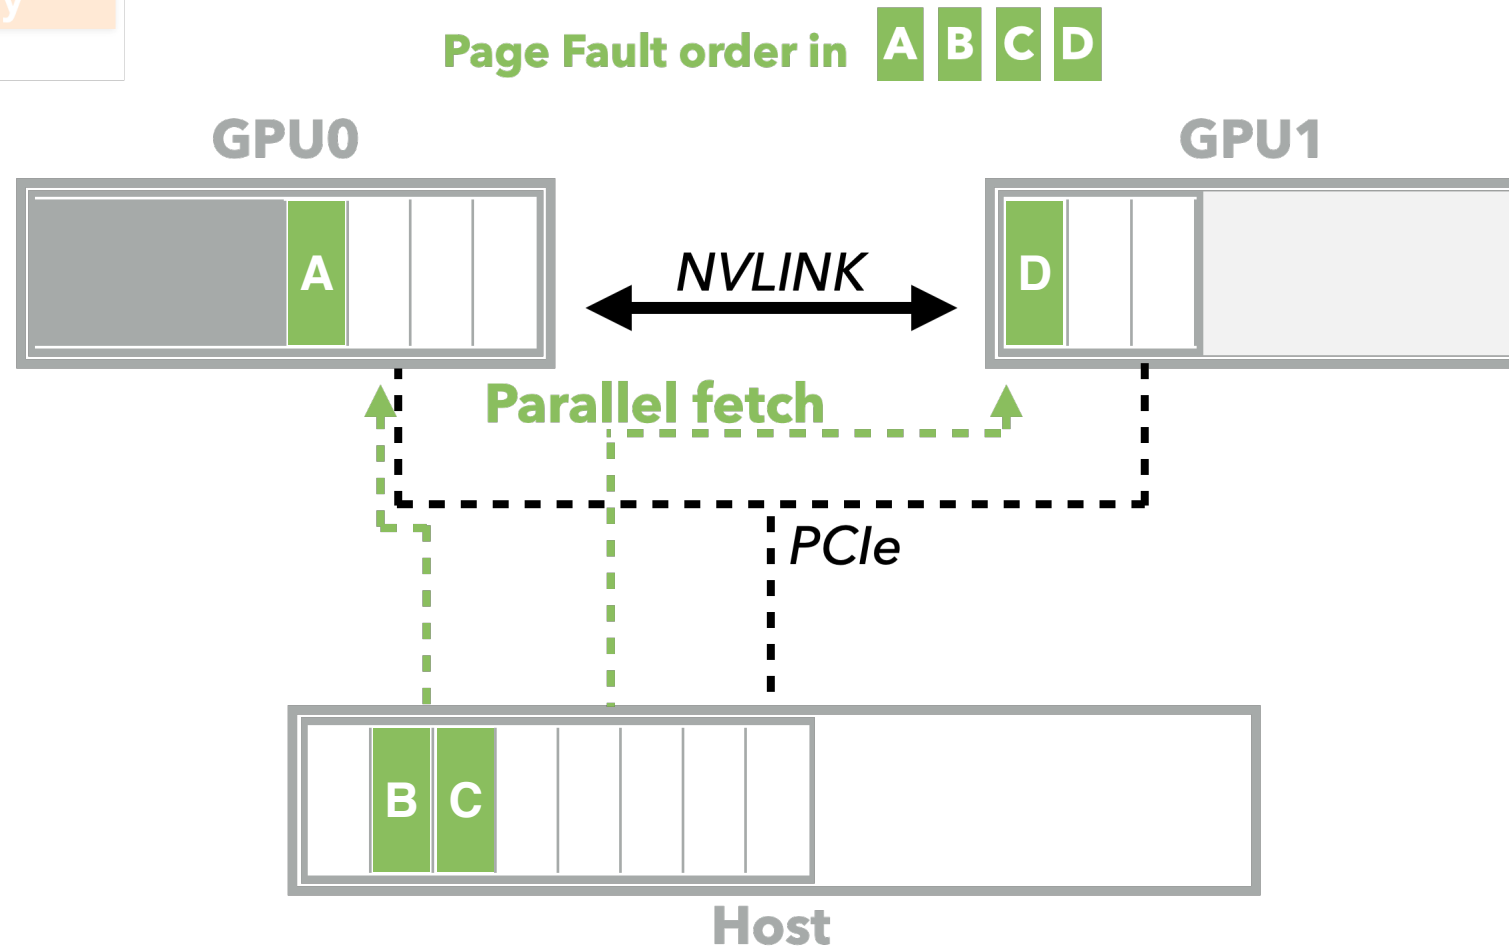 y
Page Fault order in A B C D
GPU0
GPU1
A
NVLINK
D
Parallel fetch
PCIe
B C
Host